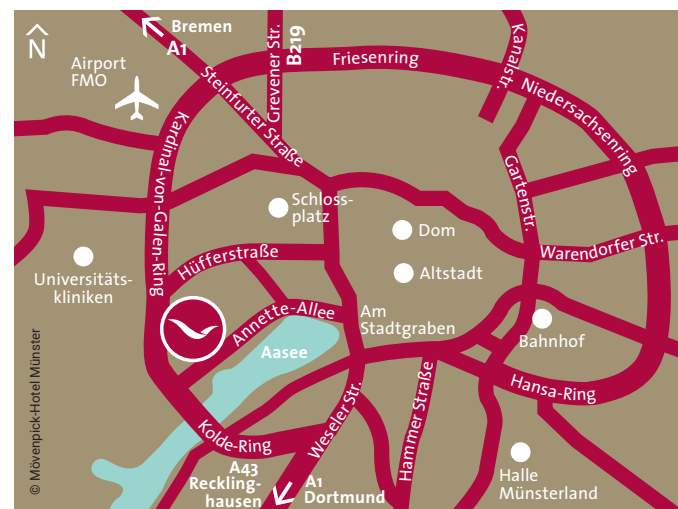 N
Bremen
A1
Airport
FMO
Steinfurter Straße
Grevener Str.
B219
Friesenring
Kanalstr.
Niedersachsenring
Kardinal-von-Galen-Ring
Gartenstr.
Schloss-
platz
Dom
Altstadt
Warendorfer Str.
Universitäts-
kliniken
Hüfferstraße
Annette-Allee
Am
Stadtgraben
Aasee
Bahnhof
Hansa-Ring
Kolde-Ring
Weseler Str.
Hammer Straße
A43
Reckling-
hausen
A1
Dortmund
Halle
Münsterland
© Mövenpick-Hotel Münster